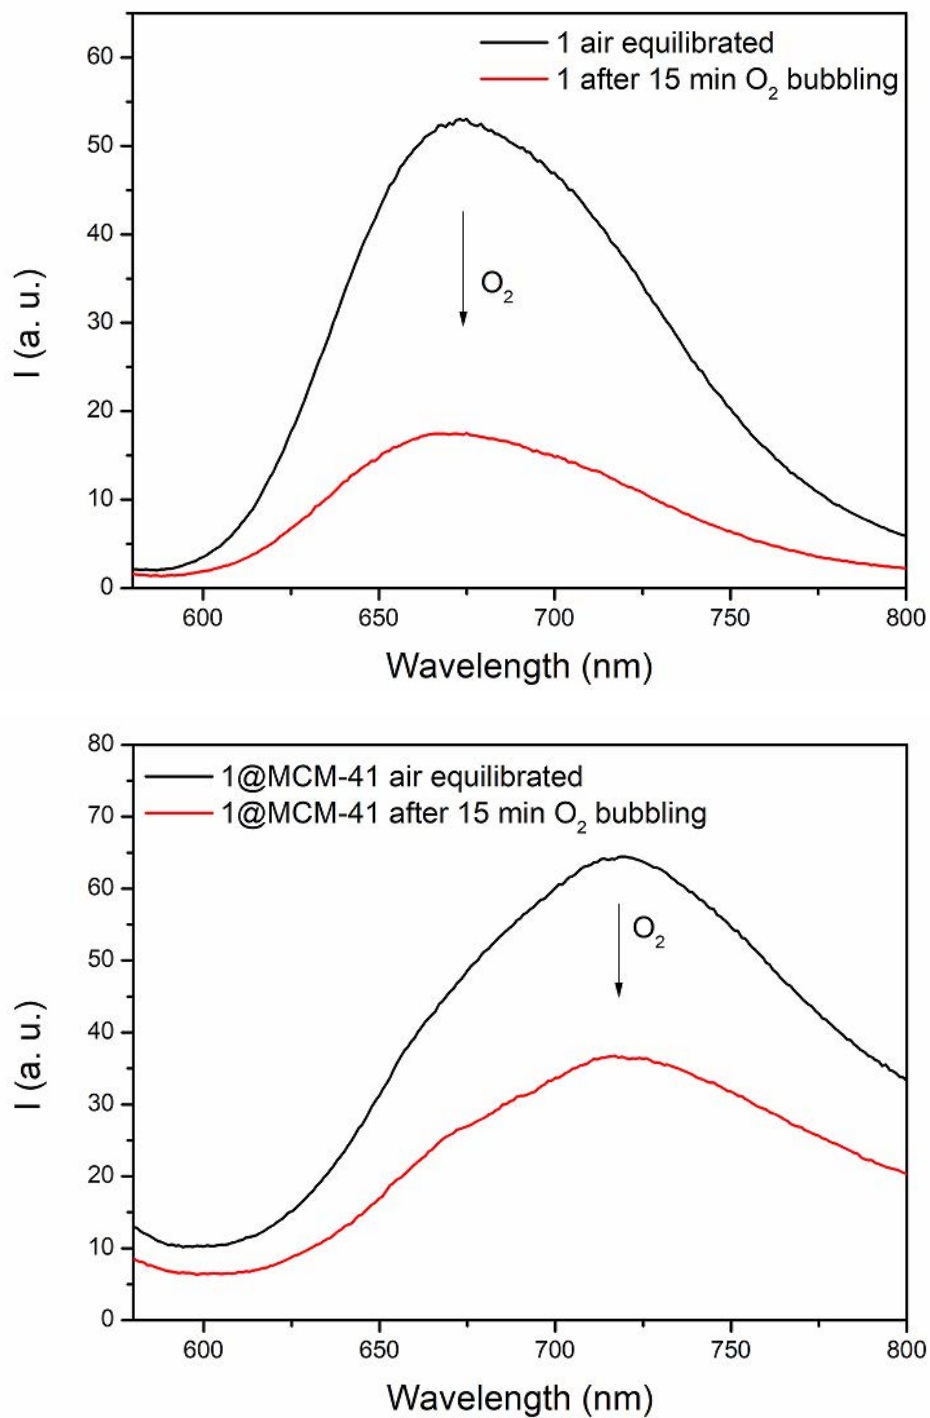 1 air equilibrated
1 after 15 min O₂ bubbling
60
50
40
30
20
10
0
I (a. u.)
O₂
600 650 700 750 800
Wavelength (nm)
1@MCM-41 air equilibrated
1@MCM-41 after 15 min O₂ bubbling
80
70
60
50
40
30
20
10
0
I (a. u.)
O₂
600 650 700 750 800
Wavelength (nm)